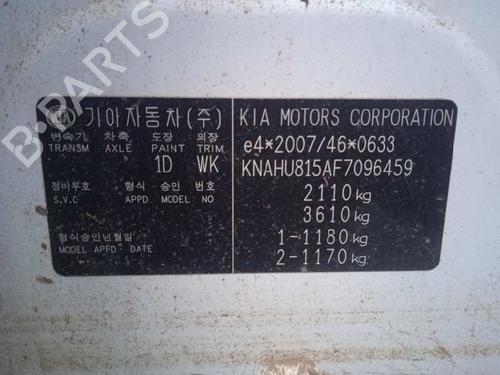 B-PARTS
KIA 기아자동차(주)
변속기 차축 도장 의장
TRANSM AXLE PAINT TRIM
1D WK
정비부호 형식 승인 번호
S.V.C APPD MODEL NO
형식승인년월일
MODEL APPD DATE
KIA MOTORS CORPORATION
e4*2007/46*0633
KNAHU815AF7096459
2110kg
3610kg
1-1180kg
2-1170kg